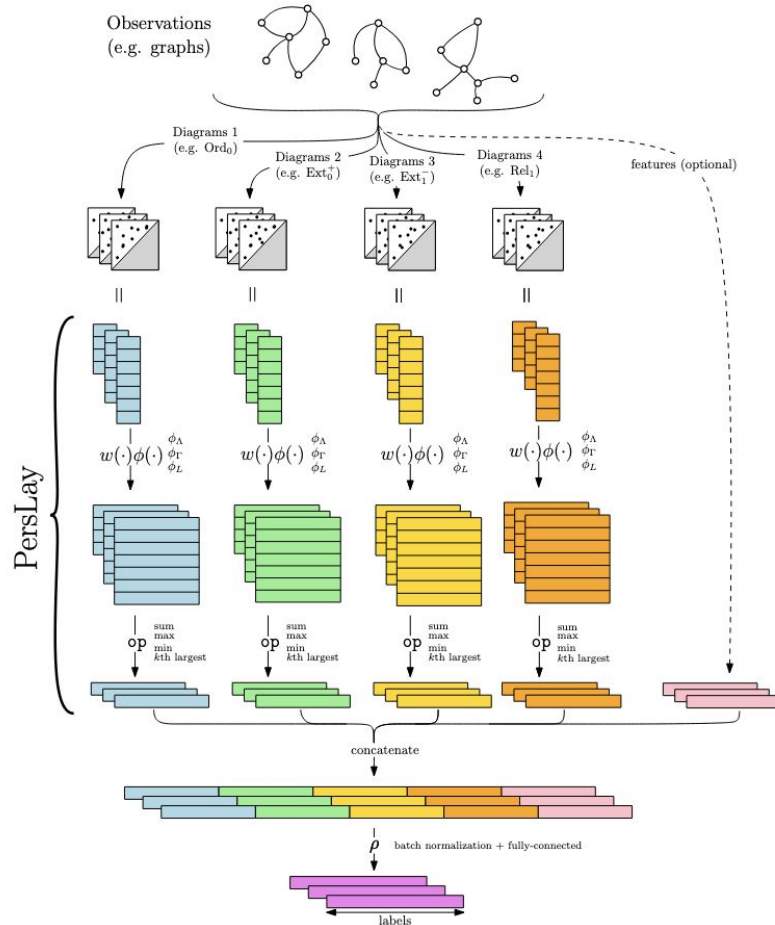 Observations
(e.g. graphs)
Diagrams 1
(e.g. Ord₀)
Diagrams 2
(e.g. Ext₀⁺)
Diagrams 3
(e.g. Ext₁⁻)
Diagrams 4
(e.g. Rel₁)
features (optional)
PersLay
w(·)ϕ(·)
ϕ_Λ
ϕ_Γ
ϕ_L
w(·)ϕ(·)
ϕ_Λ
ϕ_Γ
ϕ_L
w(·)ϕ(·)
ϕ_Λ
ϕ_Γ
ϕ_L
w(·)ϕ(·)
ϕ_Λ
ϕ_Γ
ϕ_L
op
sum
max
min
kth largest
op
sum
max
min
kth largest
op
sum
max
min
kth largest
op
sum
max
min
kth largest
concatenate
ρ batch normalization + fully-connected
labels